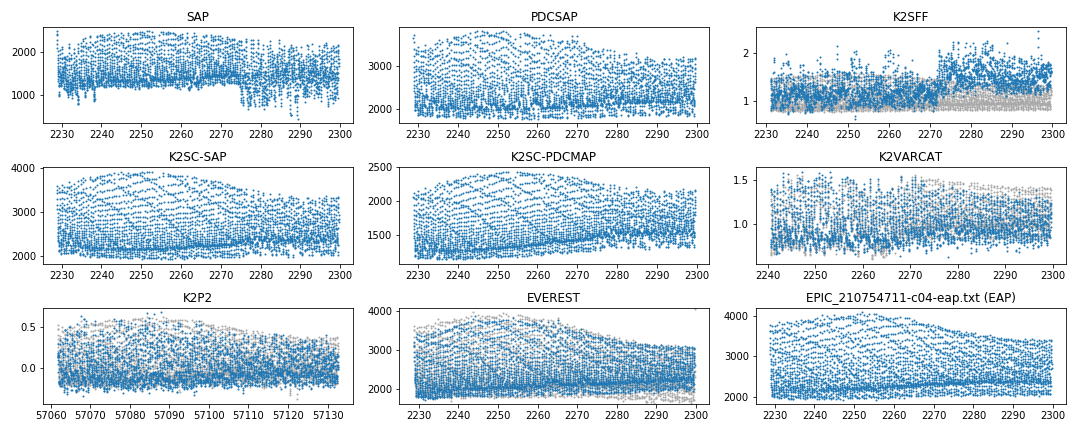 SAP PDCSAP K2SFF
2000
1000
2230 2240 2250 2260 2270 2280 2290 2300
3000
2000
2230 2240 2250 2260 2270 2280 2290 2300
2
1
2230 2240 2250 2260 2270 2280 2290 2300
K2SC-SAP K2SC-PDCMAP K2VARCAT
4000
3000
2000
2230 2240 2250 2260 2270 2280 2290 2300
2500
2000
1500
2230 2240 2250 2260 2270 2280 2290 2300
1.5
1.0
2240 2250 2260 2270 2280 2290 2300
K2P2 EVEREST EPIC_210754711-c04-eap.txt (EAP)
0.5
0.0
57060 57070 57080 57090 57100 57110 57120 57130
4000
3000
2000
2230 2240 2250 2260 2270 2280 2290 2300
4000
3000
2000
2230 2240 2250 2260 2270 2280 2290 2300